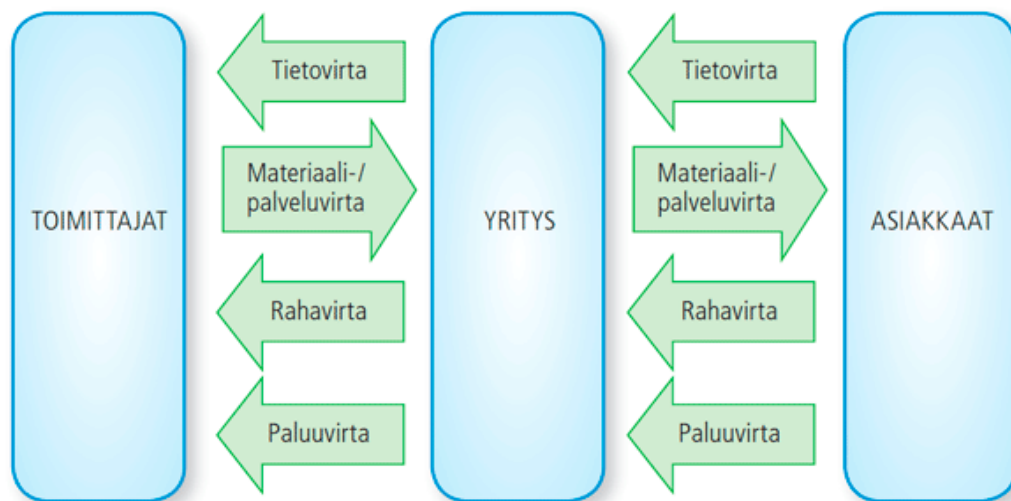 Tietovirta
Tietovirta
Materiaali-/
palveluvirta
Materiaali-/
palveluvirta
TOIMITTAJAT
YRITYS
ASIAKKAAT
Rahavirta
Rahavirta
Paluuvirta
Paluuvirta